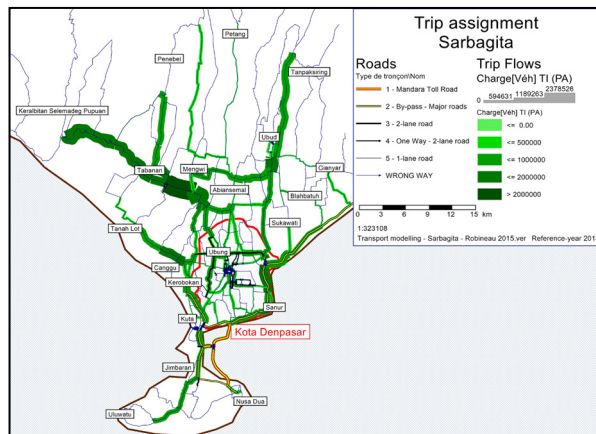 Trip assignment
Sarbagita
Roads
Type de tronçon\Nom
1 - Mandara Toll Road
2 - By-pass - Major roads
3 - 2-lane road
4 - One Way - 2-lane road
5 - 1-lane road
WRONG WAY
Trip Flows
Charge[Véh] TI (PA)
0 594631 1189263 2378526
Charge[Véh] TI (PA)
<= 0.00
<= 500000
<= 1000000
<= 2000000
> 2000000
0 3 6 9 12 15
km
1:323108
Transport modelling - Sarbagita - Robineau 2015.ver Reference-year 201
Petang
Penebel
Tanpaksiring
Keralbitan Selemadeg Pupuan
Ubud
Tabanan
Mengwi
Gianyar
Abiansemal
Blahbatuh
Tanah Lot
Sukawati
Ubung
Canggu
Kerobokan
Sanur
Kuta
Kota Denpasar
Jimbaran
Nusa Dua
Uluwatu